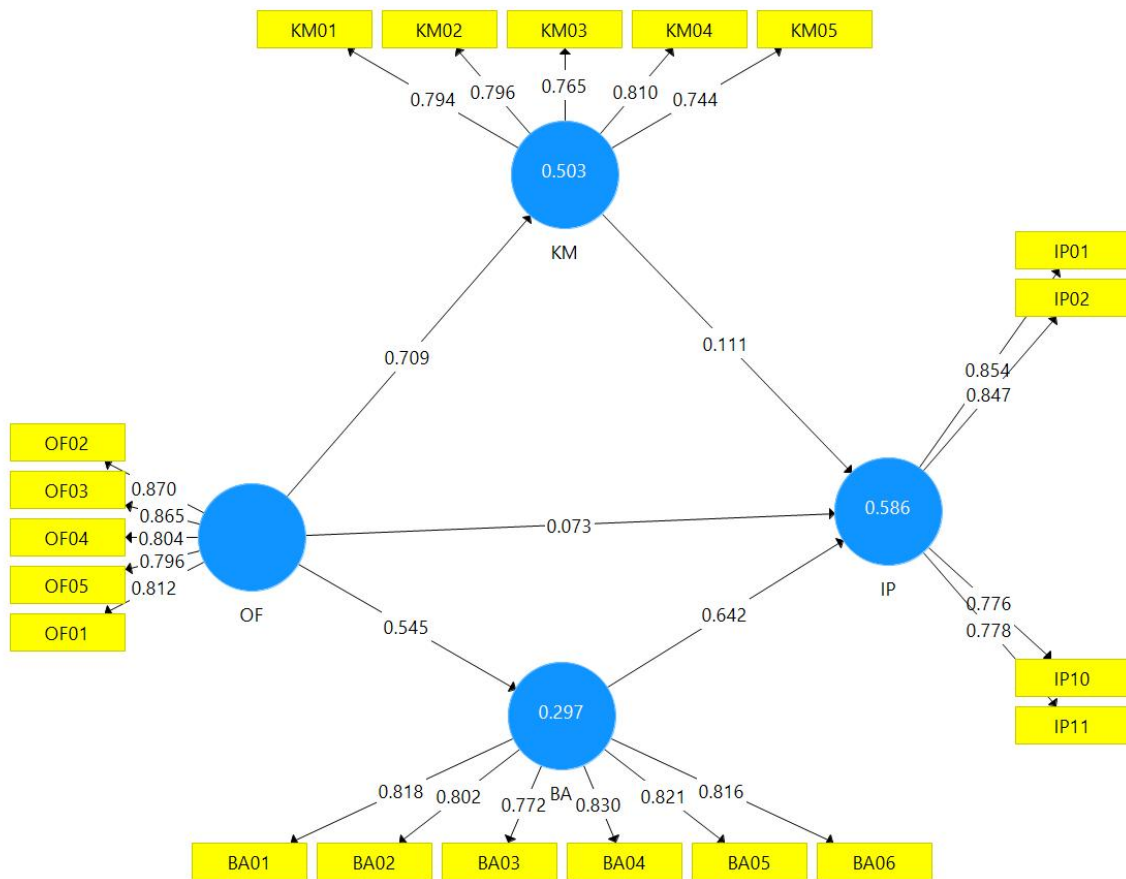 KM01 KM02 KM03 KM04 KM05
0.794 0.796 0.765 0.810 0.744
0.503
KM
IP01
IP02
0.709
0.111
0.854
0.847
OF02
OF03
OF04
OF05
OF01
0.870
0.865
0.804
0.796
0.812
OF
0.073
0.586
IP
0.545
0.642
0.776
0.778
IP10
IP11
0.297
BA
0.818 0.802 0.772 0.830 0.821 0.816
BA01 BA02 BA03 BA04 BA05 BA06